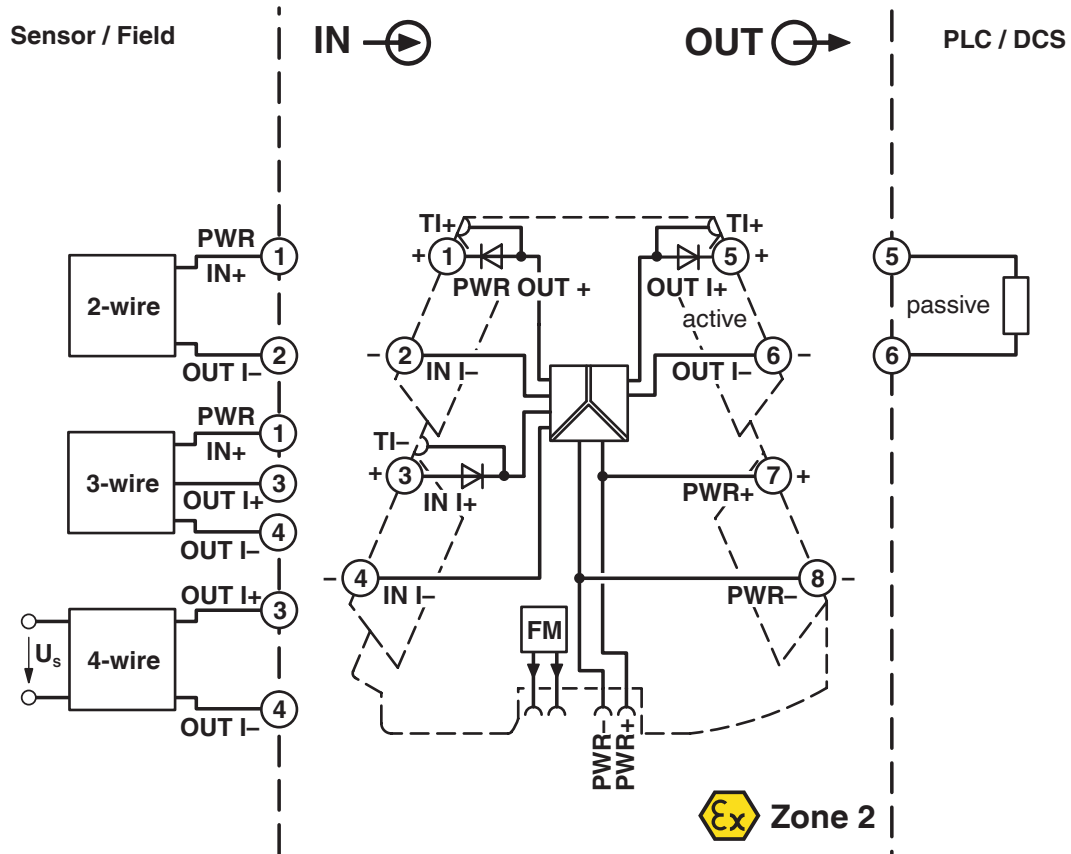 Sensor / Field
IN
OUT
PLC / DCS
2-wire
PWR
IN+
1
OUT I–
2
3-wire
PWR
IN+
1
OUT I+
3
OUT I–
4
Us
4-wire
OUT I+
3
OUT I–
4
TI+
+
1
PWR OUT +
–
2
IN I–
TI–
+
3
IN I+
–
4
IN I–
FM
PWR–
PWR+
TI+
5
+
OUT I+
active
6
–
OUT I–
7
+
PWR+
8
–
PWR–
5
passive
6
Ex
Zone 2